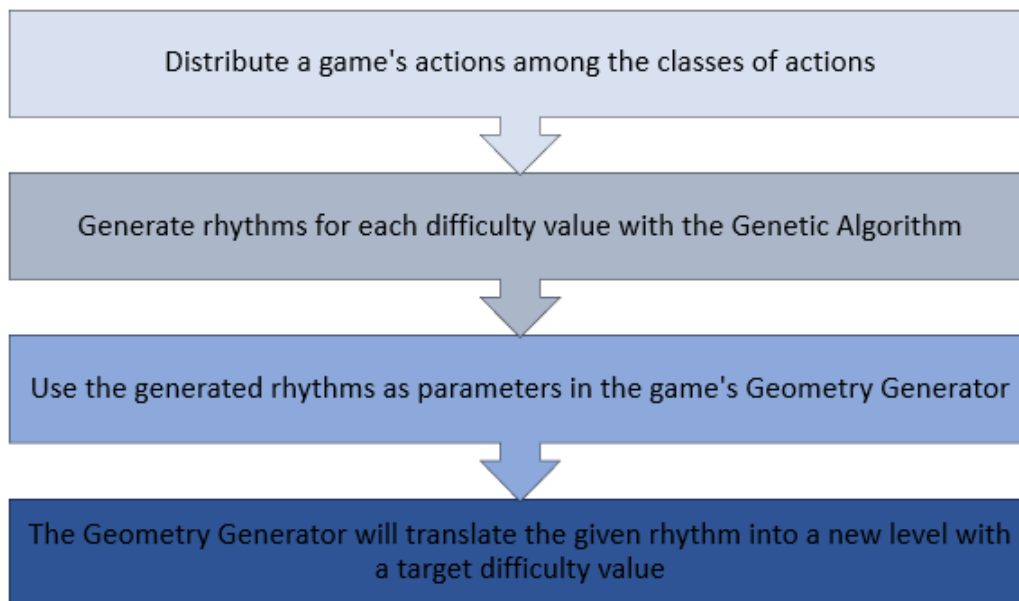 Distribute a game's actions among the classes of actions
Generate rhythms for each difficulty value with the Genetic Algorithm
Use the generated rhythms as parameters in the game's Geometry Generator
The Geometry Generator will translate the given rhythm into a new level with
a target difficulty value